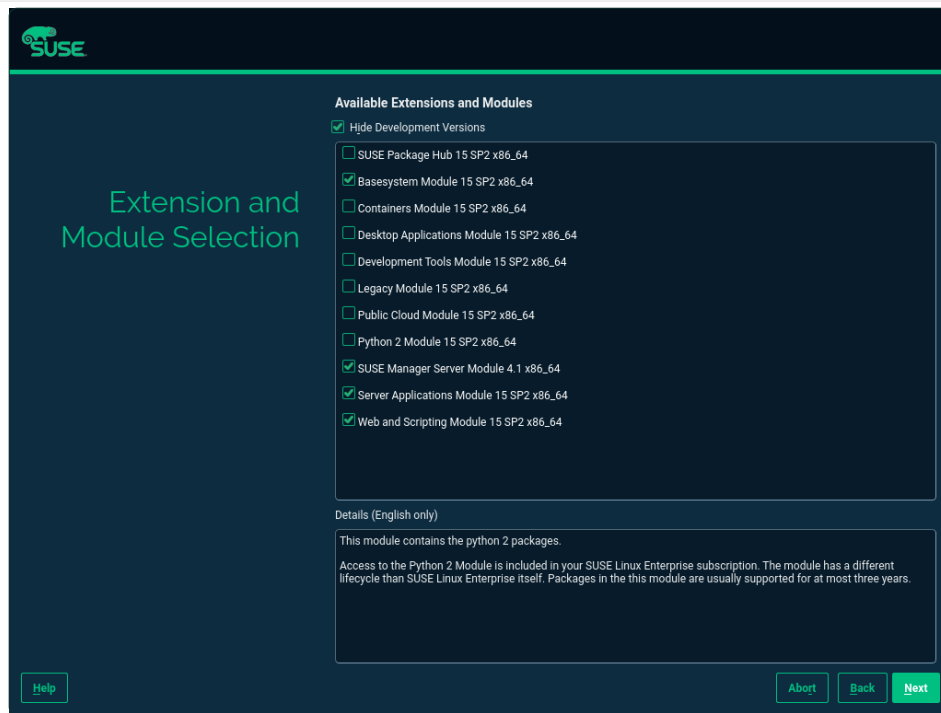 SUSE
Available Extensions and Modules
Hide Development Versions
Extension and
Module Selection
SUSE Package Hub 15 SP2 x86_64
Basesystem Module 15 SP2 x86_64
Containers Module 15 SP2 x86_64
Desktop Applications Module 15 SP2 x86_64
Development Tools Module 15 SP2 x86_64
Legacy Module 15 SP2 x86_64
Public Cloud Module 15 SP2 x86_64
Python 2 Module 15 SP2 x86_64
SUSE Manager Server Module 4.1 x86_64
Server Applications Module 15 SP2 x86_64
Web and Scripting Module 15 SP2 x86_64
Details (English only)
This module contains the python 2 packages.
Access to the Python 2 Module is included in your SUSE Linux Enterprise subscription. The module has a different
lifecycle than SUSE Linux Enterprise itself. Packages in the this module are usually supported for at most three years.
Help
Abort
Back
Next